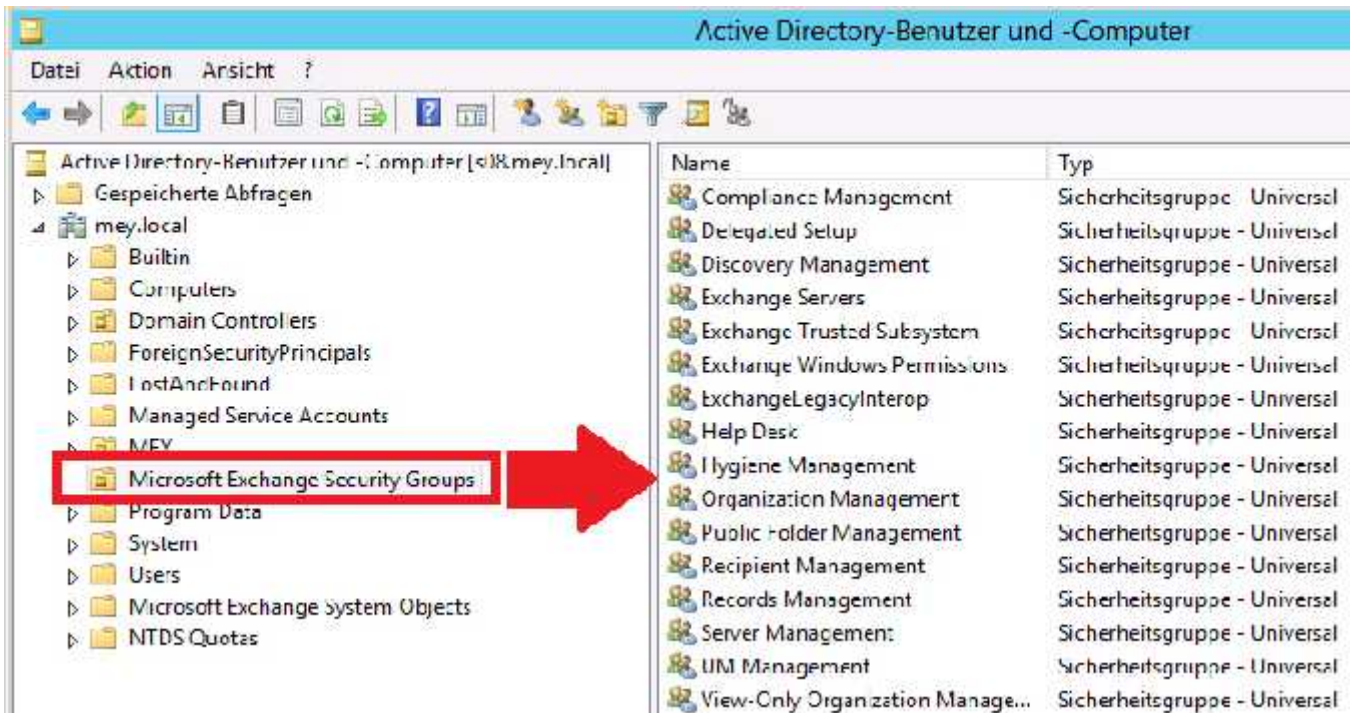 Active Directory-Benutzer und -Computer
Datei Aktion Ansicht ?
Active Directory-Benutzer und -Computer [s08.mey.local]
Gespeicherte Abfragen
mey.local
Builtin
Computers
Domain Controllers
ForeignSecurityPrincipals
LostAndFound
Managed Service Accounts
MEY
Microsoft Exchange Security Groups
Program Data
System
Users
Microsoft Exchange System Objects
NTDS Quotas
Name Typ
Compliance Management Sicherheitsgruppe - Universal
Delegated Setup Sicherheitsgruppe - Universal
Discovery Management Sicherheitsgruppe - Universal
Exchange Servers Sicherheitsgruppe - Universal
Exchange Trusted Subsystem Sicherheitsgruppe - Universal
Exchange Windows Permissions Sicherheitsgruppe - Universal
ExchangeLegacyInterop Sicherheitsgruppe - Universal
Help Desk Sicherheitsgruppe - Universal
Hygiene Management Sicherheitsgruppe - Universal
Organization Management Sicherheitsgruppe - Universal
Public Folder Management Sicherheitsgruppe - Universal
Recipient Management Sicherheitsgruppe - Universal
Records Management Sicherheitsgruppe - Universal
Server Management Sicherheitsgruppe - Universal
UM Management Sicherheitsgruppe - Universal
View-Only Organization Manage... Sicherheitsgruppe - Universal